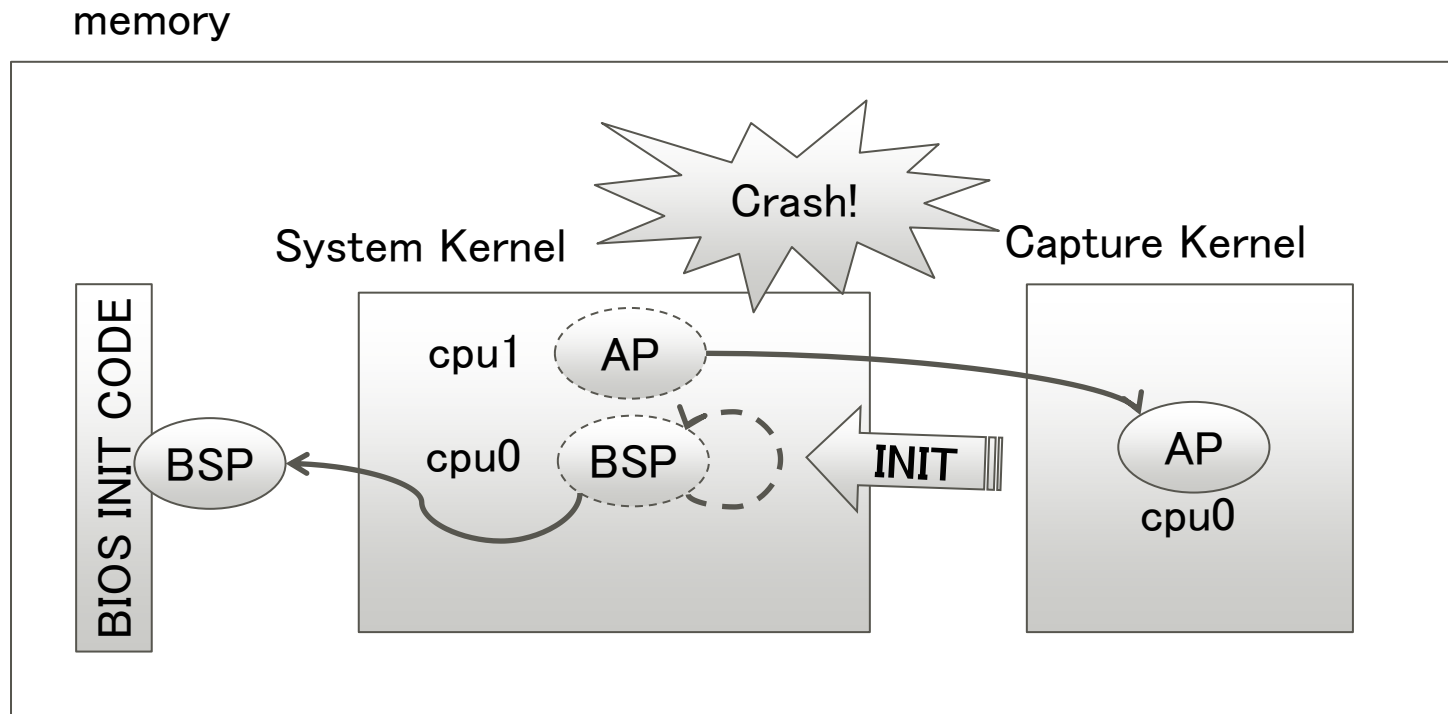 memory
Crash!
System Kernel
Capture Kernel
BIOS INIT CODE
cpu1
AP
BSP
cpu0
BSP
INIT
AP
cpu0